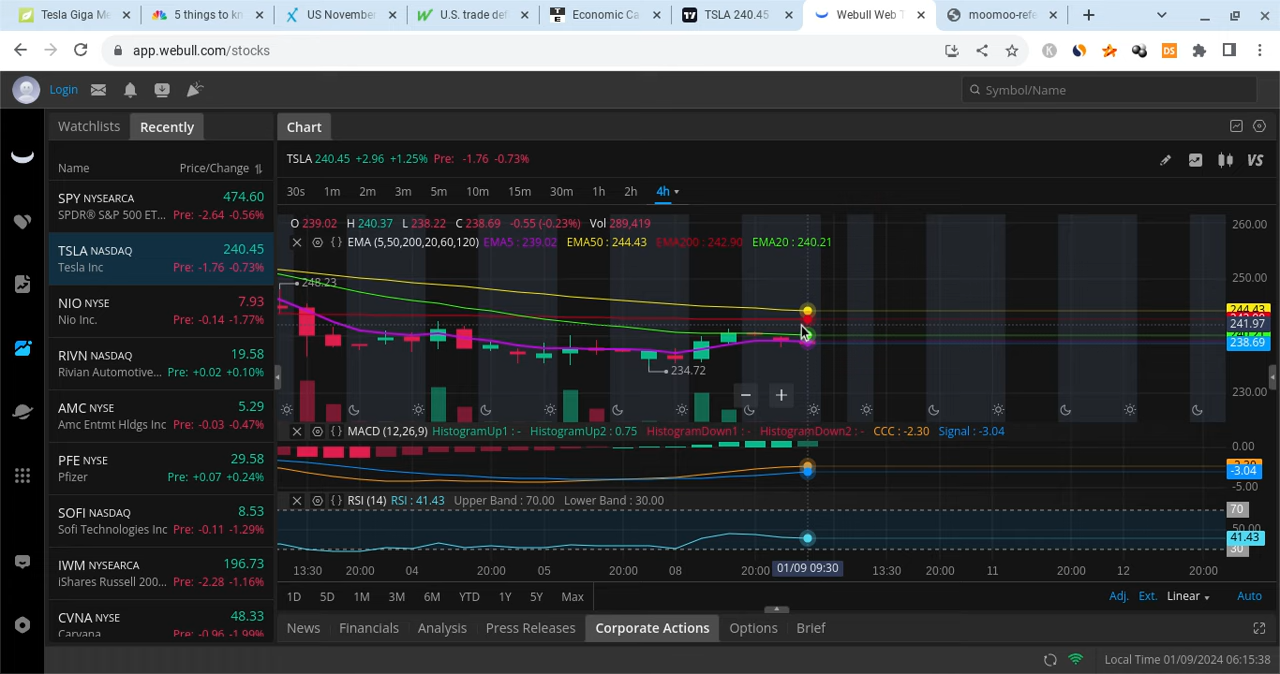 Tesla Giga Me
5 things to kn
US November
U.S. trade def
Economic Ca
TSLA 240.45
Webull Web T
moomoo-refe
app.webull.com/stocks
K
DS
Login
Symbol/Name
Watchlists
Recently
Chart
Name
Price/Change
TSLA 240.45 +2.96 +1.25% Pre: -1.76 -0.73%
VS
30s 1m 2m 3m 5m 10m 15m 30m 1h 2h 4h
SPY NYSEARCA 474.60
SPDR® S&P 500 ET... Pre: -2.64 -0.56%
TSLA NASDAQ 240.45
Tesla Inc Pre: -1.76 -0.73%
NIO NYSE 7.93
Nio Inc. Pre: -0.14 -1.77%
RIVN NASDAQ 19.58
Rivian Automotive... Pre: +0.02 +0.10%
AMC NYSE 5.29
Amc Entmt Hldgs Inc Pre: -0.03 -0.47%
PFE NYSE 29.58
Pfizer Pre: +0.07 +0.24%
SOFI NASDAQ 8.53
Sofi Technologies Inc Pre: -0.11 -1.29%
IWM NYSEARCA 196.73
iShares Russell 200... Pre: -2.28 -1.16%
CVNA NYSE 48.33
Carvana Pre: -0.96 -1.99%
O 239.02 H 240.37 L 238.22 C 238.69 -0.55 (-0.23%) Vol 289,419
EMA (5,50,200,20,60,120) EMA5 : 239.02 EMA50 : 244.43 EMA200 : 242.90 EMA20 : 240.21
248.23
234.72
260.00
250.00
244.43
241.97
238.69
230.00
MACD (12,26,9) HistogramUp1 : - HistogramUp2 : 0.75 HistogramDown1 : - HistogramDown2 : - CCC : -2.30 Signal : -3.04
0.00
-3.04
-5.00
RSI (14) RSI : 41.43 Upper Band : 70.00 Lower Band : 30.00
70
50.00
41.43
30
13:30 20:00 04 20:00 05 20:00 08 20:00 01/09 09:30 13:30 20:00 11 20:00 12 20:00
1D 5D 1M 3M 6M YTD 1Y 5Y Max
Adj. Ext. Linear Auto
News Financials Analysis Press Releases Corporate Actions Options Brief
Local Time 01/09/2024 06:15:38